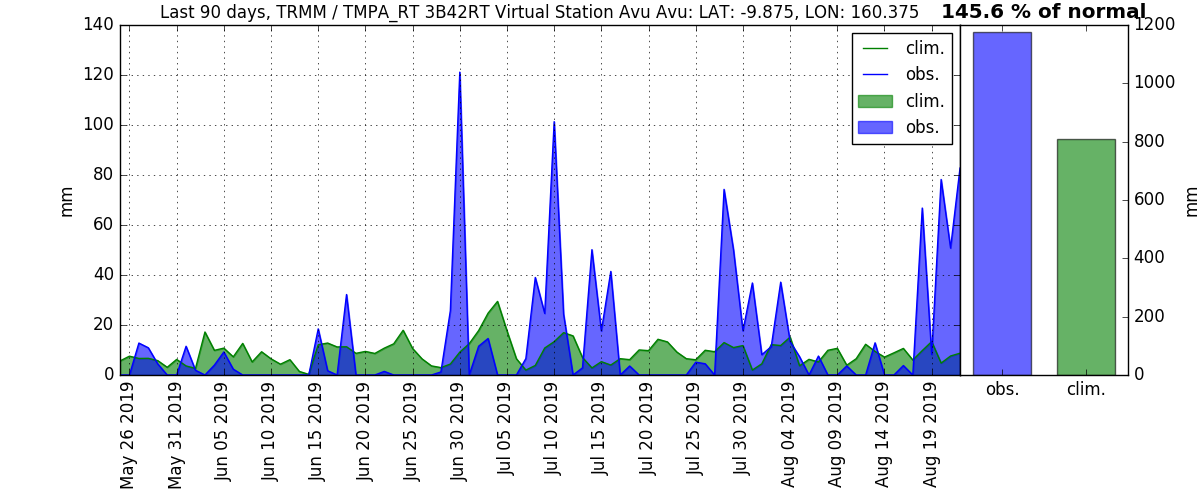 Last 90 days, TRMM / TMPA_RT 3B42RT Virtual Station Avu Avu: LAT: -9.875, LON: 160.375
145.6 % of normal
140
120
100
80
60
40
20
0
mm
clim.
obs.
clim.
obs.
May 26 2019
May 31 2019
Jun 05 2019
Jun 10 2019
Jun 15 2019
Jun 20 2019
Jun 25 2019
Jun 30 2019
Jul 05 2019
Jul 10 2019
Jul 15 2019
Jul 20 2019
Jul 25 2019
Jul 30 2019
Aug 04 2019
Aug 09 2019
Aug 14 2019
Aug 19 2019
1200
1000
800
600
400
200
0
mm
obs.
clim.